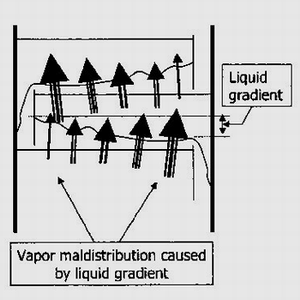 Liquid
gradient
Vapor maldistribution caused
by liquid gradient